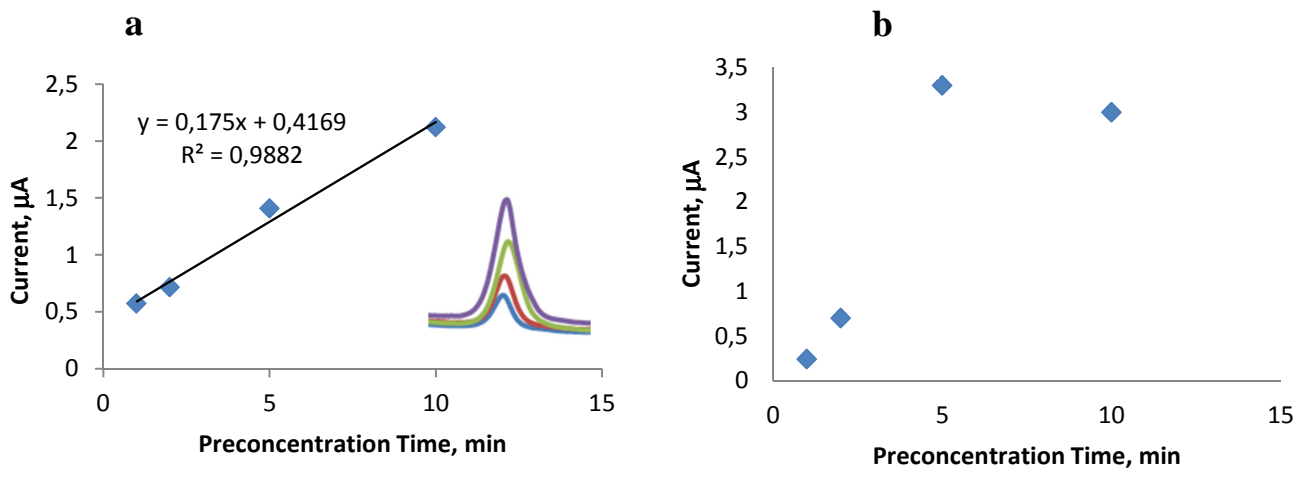 a
2,5
2
1,5
1
0,5
0
0
5
10
15
y = 0,175x + 0,4169
R² = 0,9882
Current, µA
Preconcentration Time, min
b
3,5
3
2,5
2
1,5
1
0,5
0
0
5
10
15
Current, µA
Preconcentration Time, min